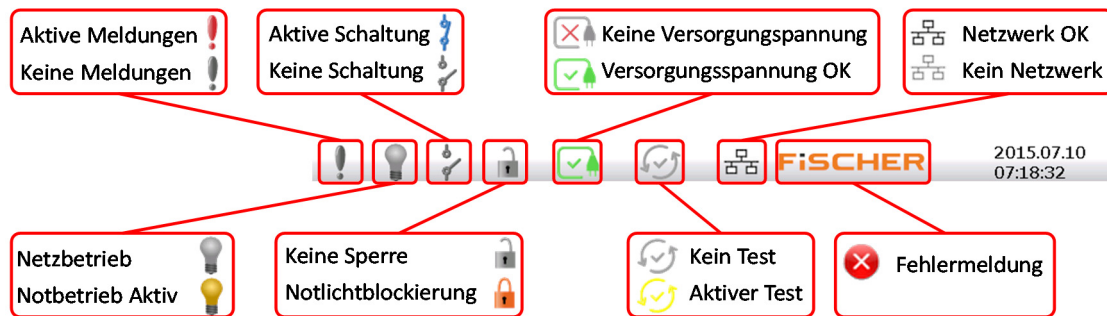 Aktive Meldungen
Keine Meldungen
Aktive Schaltung
Keine Schaltung
Keine Versorgungspannung
Versorgungsspannung OK
Netzwerk OK
Kein Netzwerk
FiSCHER
2015.07.10
07:18:32
Netzbetrieb
Notbetrieb Aktiv
Keine Sperre
Notlichtblockierung
Kein Test
Aktiver Test
Fehlermeldung